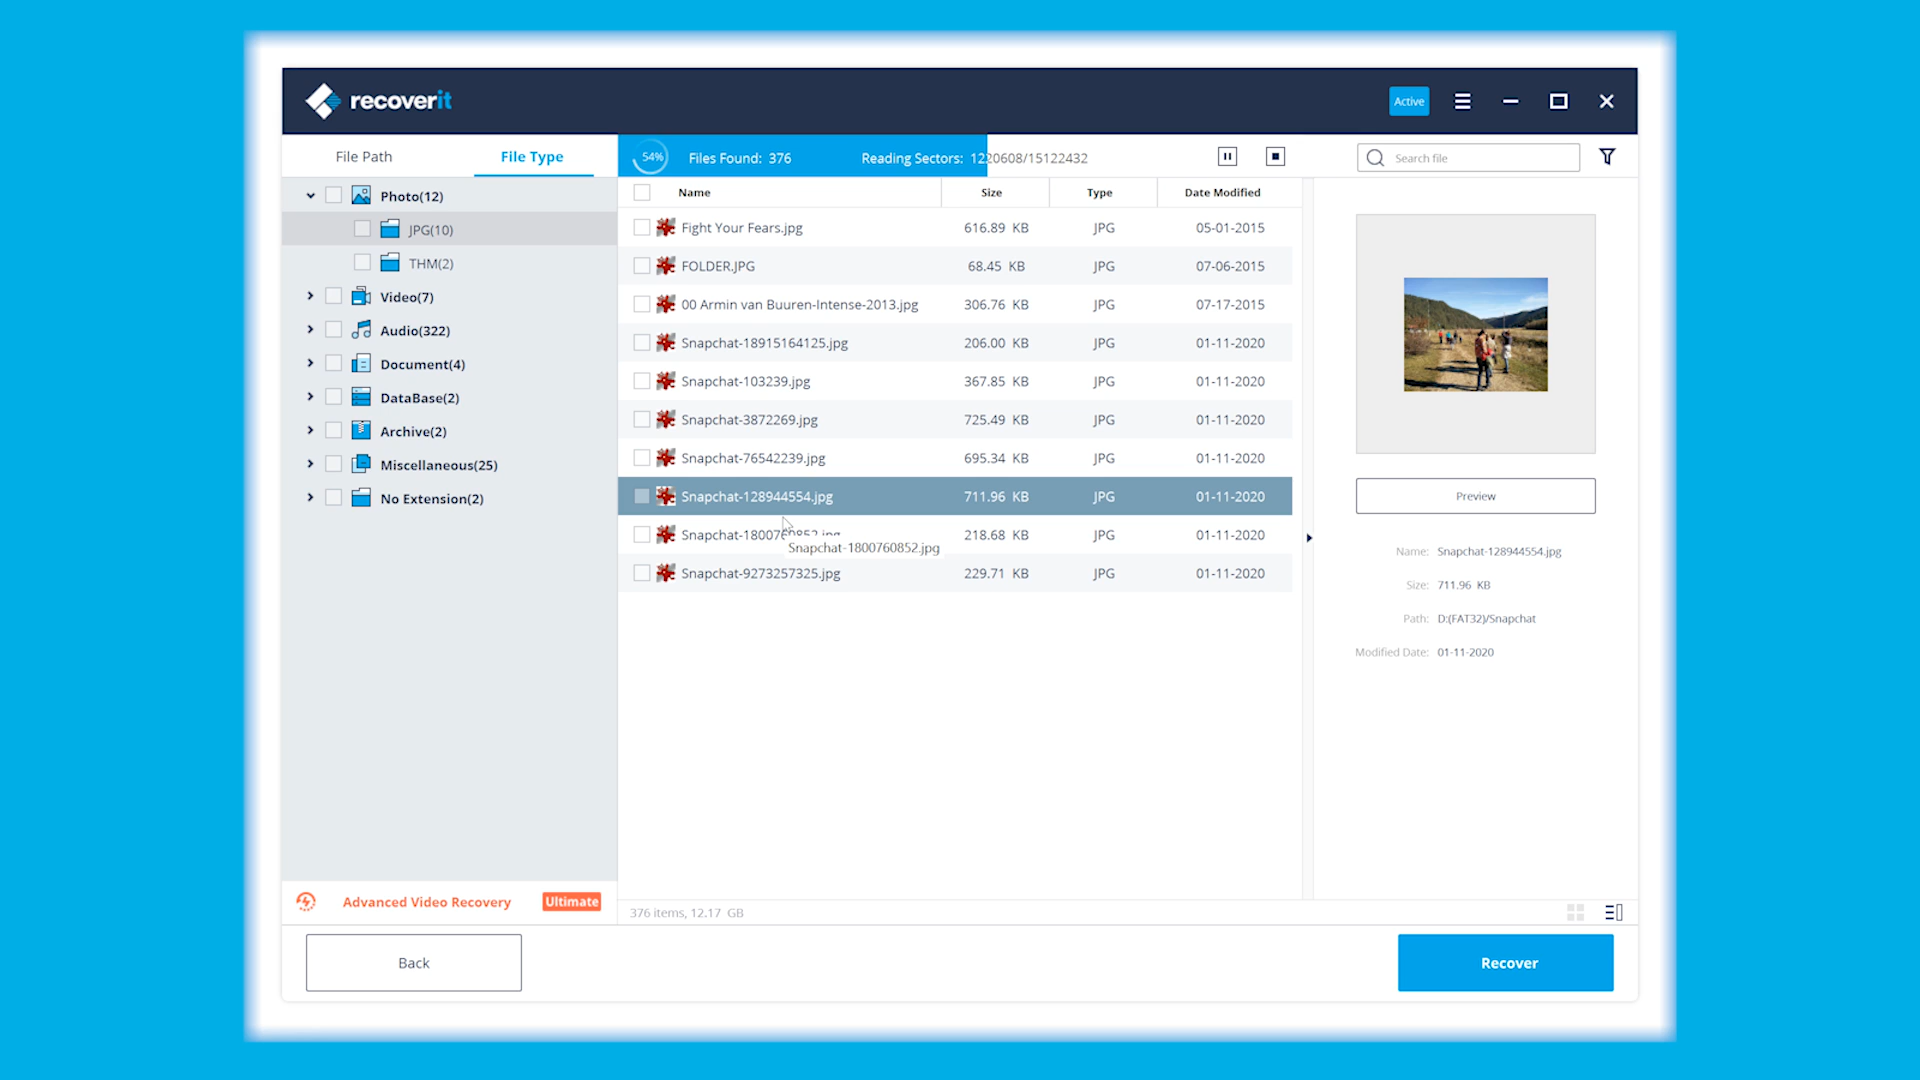 recoverit
Active
File Path
File Type
54%
Files Found: 376
Reading Sectors: 1220608/15122432
Search file
Photo(12)
JPG(10)
THM(2)
Video(7)
Audio(322)
Document(4)
DataBase(2)
Archive(2)
Miscellaneous(25)
No Extension(2)
Name Size Type Date Modified
Fight Your Fears.jpg 616.89 KB JPG 05-01-2015
FOLDER.JPG 68.45 KB JPG 07-06-2015
00 Armin van Buuren-Intense-2013.jpg 306.76 KB JPG 07-17-2015
Snapchat-18915164125.jpg 206.00 KB JPG 01-11-2020
Snapchat-103239.jpg 367.85 KB JPG 01-11-2020
Snapchat-3872269.jpg 725.49 KB JPG 01-11-2020
Snapchat-76542239.jpg 695.34 KB JPG 01-11-2020
Snapchat-128944554.jpg 711.96 KB JPG 01-11-2020
Snapchat-1800760852.jpg 218.68 KB JPG 01-11-2020
Snapchat-1800760852.jpg
Snapchat-9273257325.jpg 229.71 KB JPG 01-11-2020
Preview
Name: Snapchat-128944554.jpg
Size: 711.96 KB
Path: D:(FAT32)/Snapchat
Modified Date: 01-11-2020
Advanced Video Recovery
Ultimate
376 items, 12.17 GB
Back
Recover